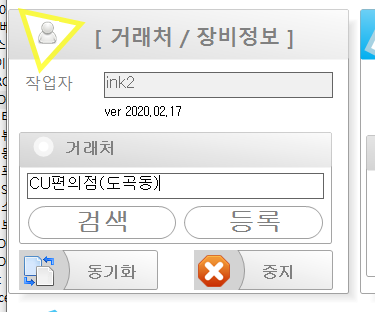 [ 거래처 / 장비정보 ]
작업자 ink2
ver 2020.02.17
거래처
CU편의점(도곡동)
검색 등록
동기화 중지